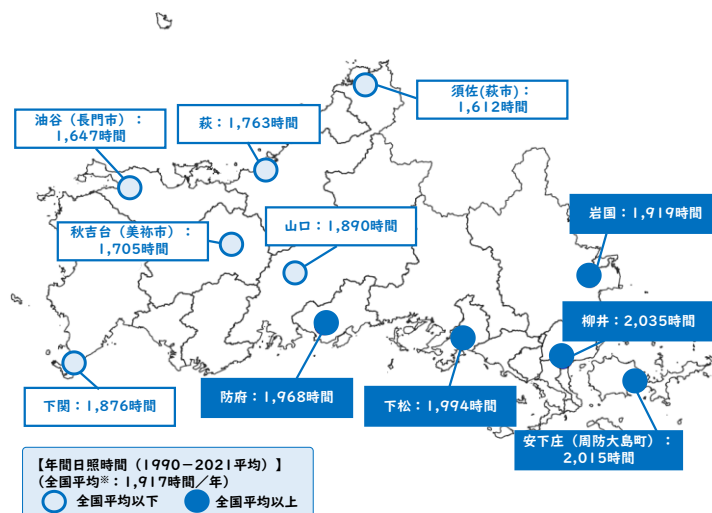 須佐(萩市)：
1,612時間
油谷（長門市）：
1,647時間
萩：1,763時間
秋吉台（美祢市）：
1,705時間
山口：1,890時間
岩国：1,919時間
柳井：2,035時間
下関：1,876時間
防府：1,968時間
下松：1,994時間
安下庄（周防大島町）：
2,015時間
【年間日照時間（1990－2021平均）】
（全国平均※：1,917時間／年）
全国平均以下 全国平均以上